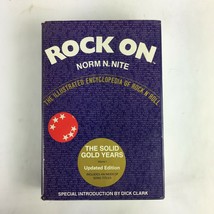 ROCK ON
NORM N. NITE
THE ILLUSTRATED ENCYCLOPEDIA OF ROCK N' ROLL
THE SOLID
GOLD YEARS
Updated Edition
SPECIAL INTRODUCTION BY DICK CLARK